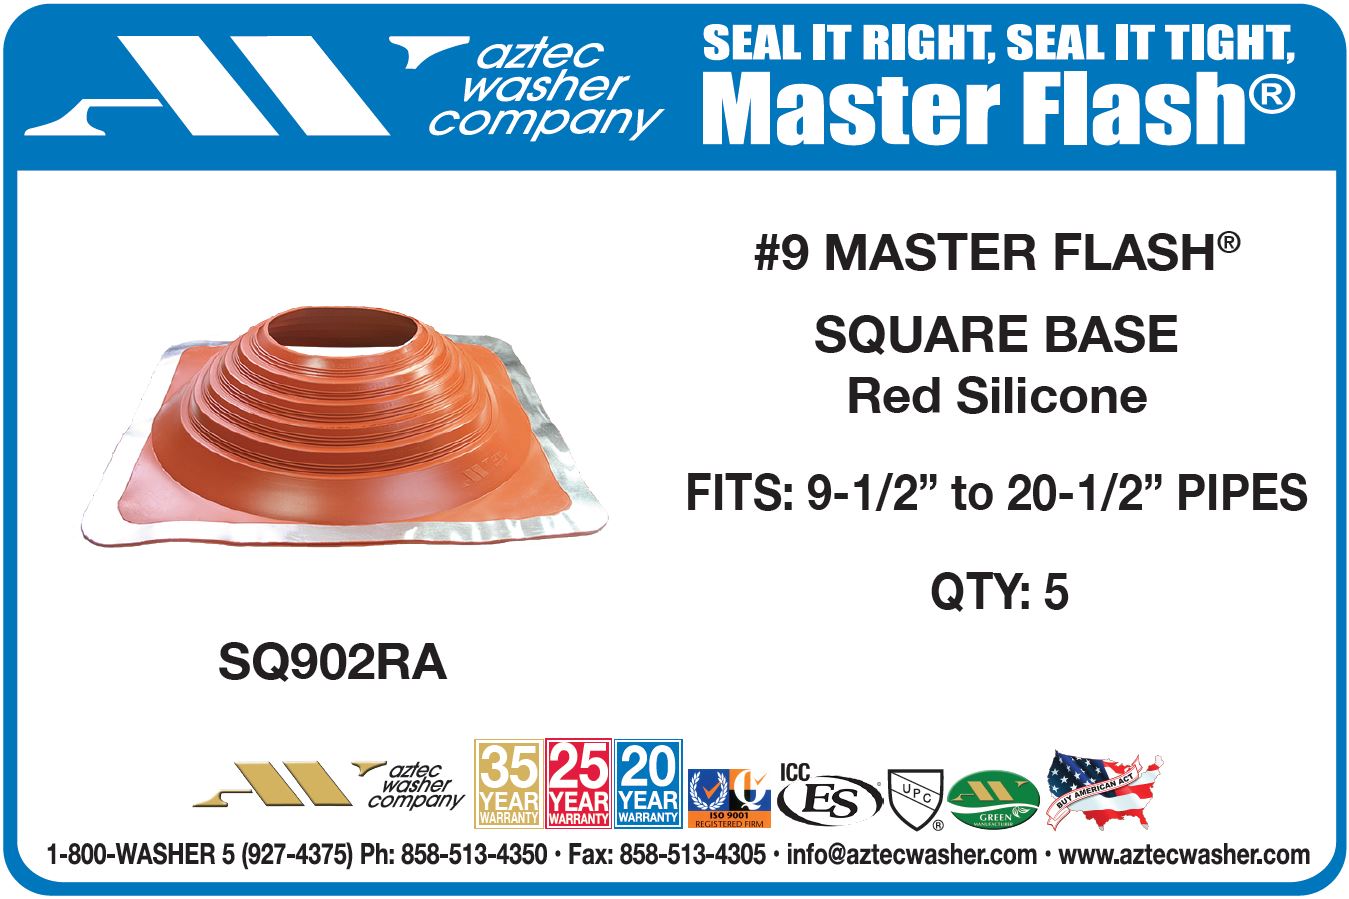 aztec
washer
company
SEAL IT RIGHT, SEAL IT TIGHT,
Master Flash®
#9 MASTER FLASH®
SQUARE BASE
Red Silicone
FITS: 9-1/2” to 20-1/2” PIPES
QTY: 5
SQ902RA
aztec
washer
company
35
YEAR
WARRANTY
25
YEAR
WARRANTY
20
YEAR
WARRANTY
ISO 9001
REGISTERED FIRM
ICC
ES
UPC
®
GREEN
MANUFACTURER
BUY AMERICAN ACT
1-800-WASHER 5 (927-4375) Ph: 858-513-4350 · Fax: 858-513-4305 · info@aztecwasher.com · www.aztecwasher.com